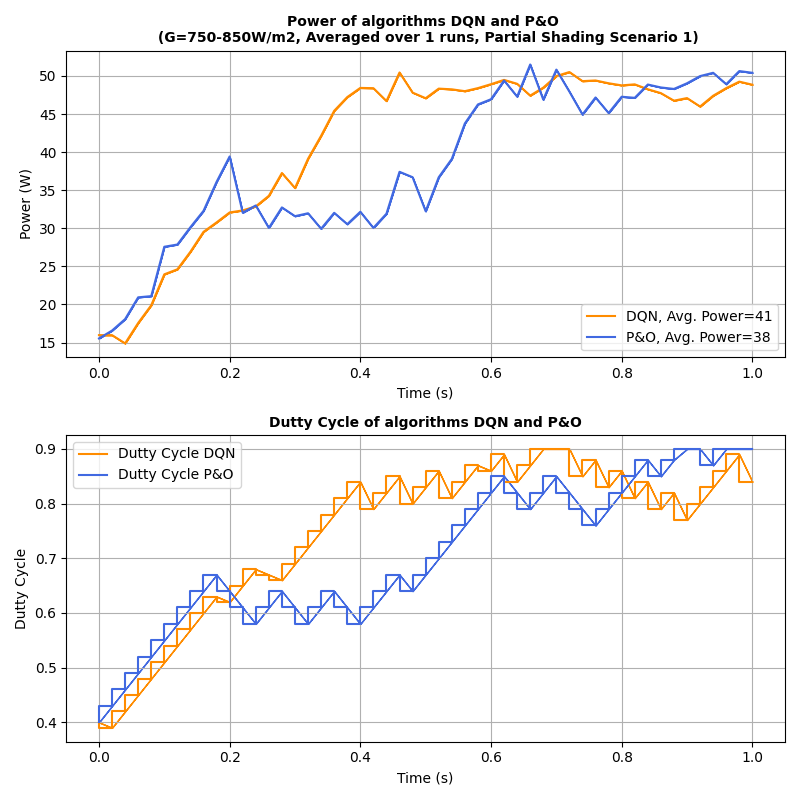 Power of algorithms DQN and P&O
(G=750-850W/m2, Averaged over 1 runs, Partial Shading Scenario 1)
50
45
40
35
30
25
20
15
Power (W)
DQN, Avg. Power=41
P&O, Avg. Power=38
0.0 0.2 0.4 0.6 0.8 1.0
Time (s)
Dutty Cycle of algorithms DQN and P&O
0.9
0.8
0.7
0.6
0.5
0.4
Dutty Cycle
Dutty Cycle DQN
Dutty Cycle P&O
0.0 0.2 0.4 0.6 0.8 1.0
Time (s)